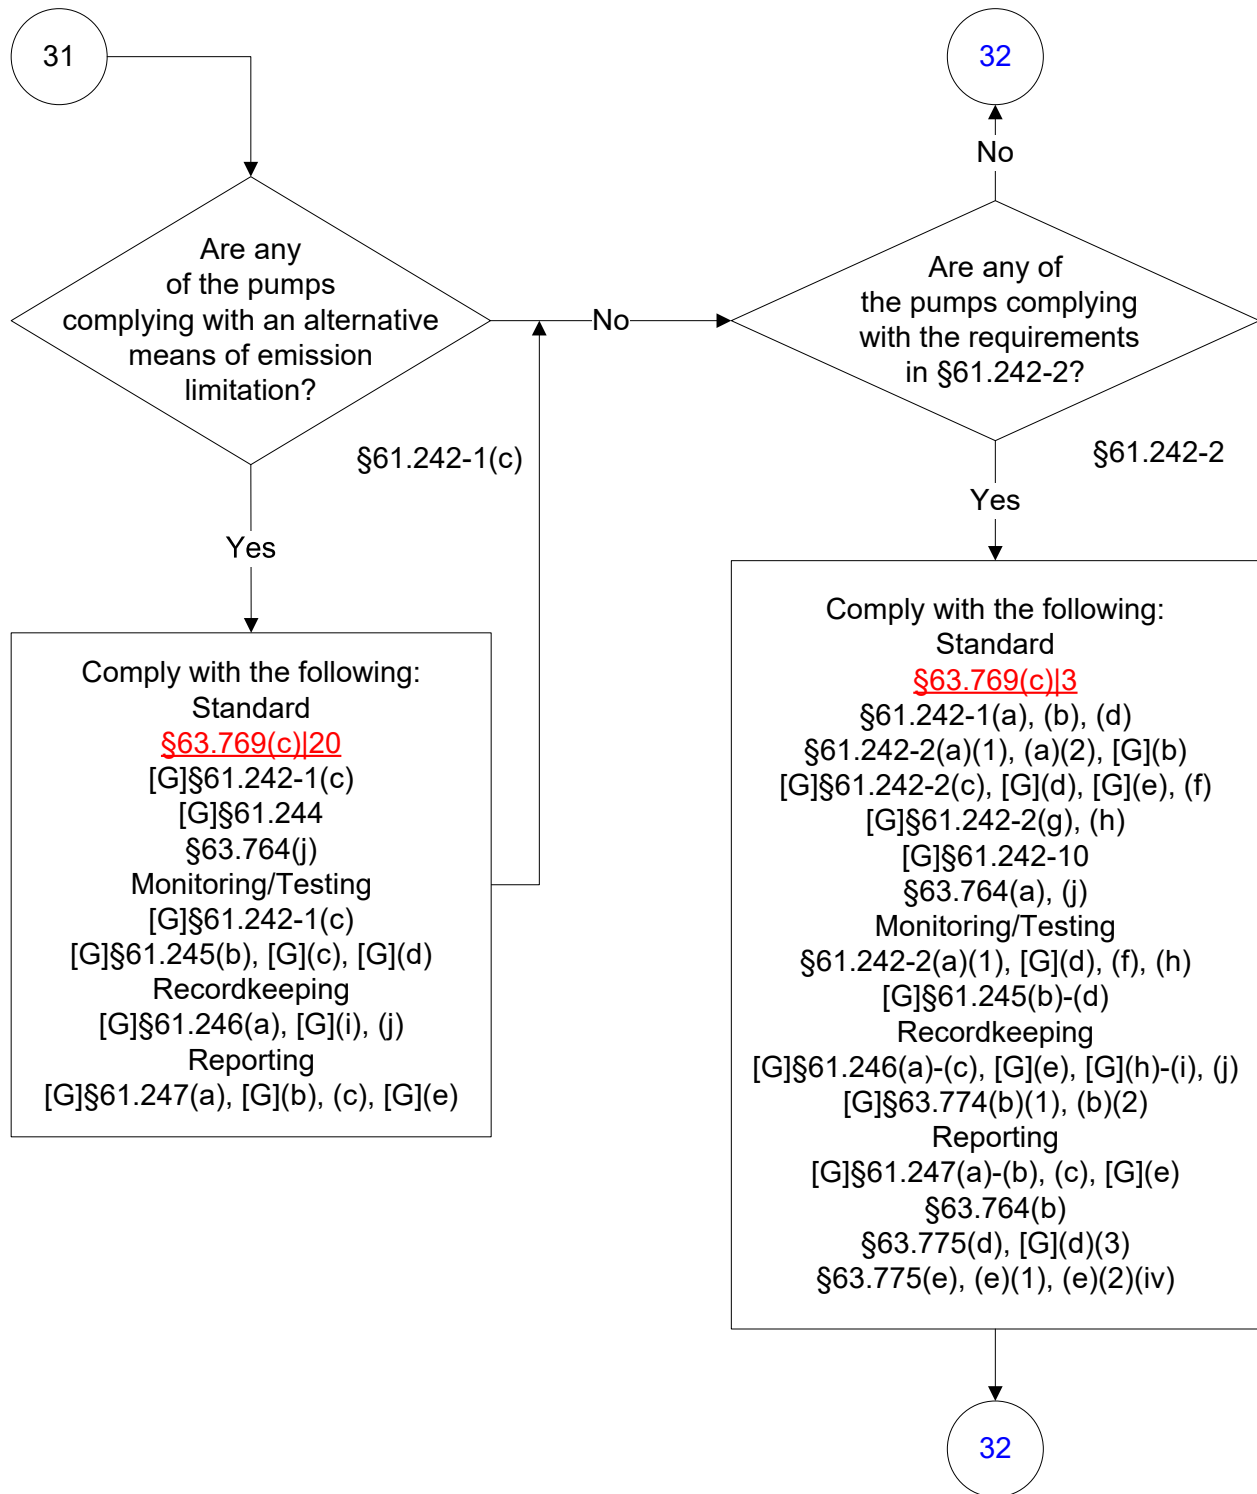 31
Are any
of the pumps
complying with an alternative
means of emission
limitation?
§61.242-1(c)
No
Yes
Comply with the following:
Standard
§63.769(c)|20
[G]§61.242-1(c)
[G]§61.244
§63.764(j)
Monitoring/Testing
[G]§61.242-1(c)
[G]§61.245(b), [G](c), [G](d)
Recordkeeping
[G]§61.246(a), [G](i), (j)
Reporting
[G]§61.247(a), [G](b), (c), [G](e)
32
No
Are any of
the pumps complying
with the requirements
in §61.242-2?
§61.242-2
Yes
Comply with the following:
Standard
§63.769(c)|3
§61.242-1(a), (b), (d)
§61.242-2(a)(1), (a)(2), [G](b)
[G]§61.242-2(c), [G](d), [G](e), (f)
[G]§61.242-2(g), (h)
[G]§61.242-10
§63.764(a), (j)
Monitoring/Testing
§61.242-2(a)(1), [G](d), (f), (h)
[G]§61.245(b)-(d)
Recordkeeping
[G]§61.246(a)-(c), [G](e), [G](h)-(i), (j)
[G]§63.774(b)(1), (b)(2)
Reporting
[G]§61.247(a)-(b), (c), [G](e)
§63.764(b)
§63.775(d), [G](d)(3)
§63.775(e), (e)(1), (e)(2)(iv)
32